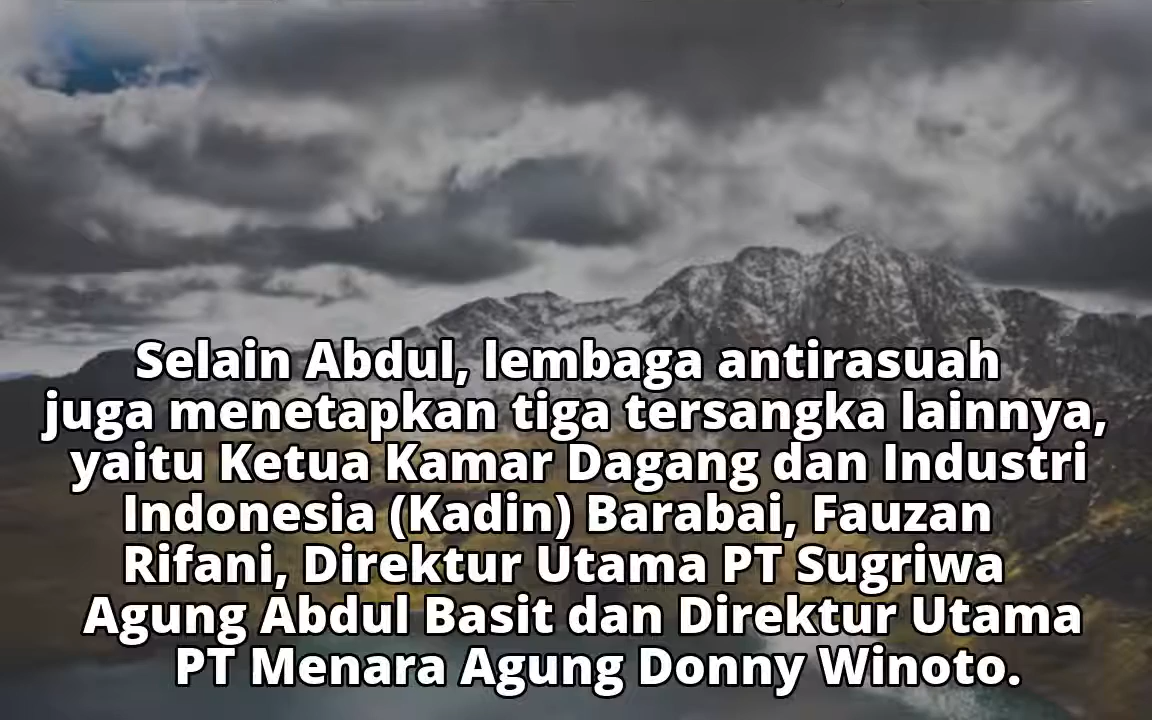 Selain Abdul, lembaga antirasuah
juga menetapkan tiga tersangka lainnya,
yaitu Ketua Kamar Dagang dan Industri
Indonesia (Kadin) Barabai, Fauzan
Rifani, Direktur Utama PT Sugriwa
Agung Abdul Basit dan Direktur Utama
PT Menara Agung Donny Winoto.